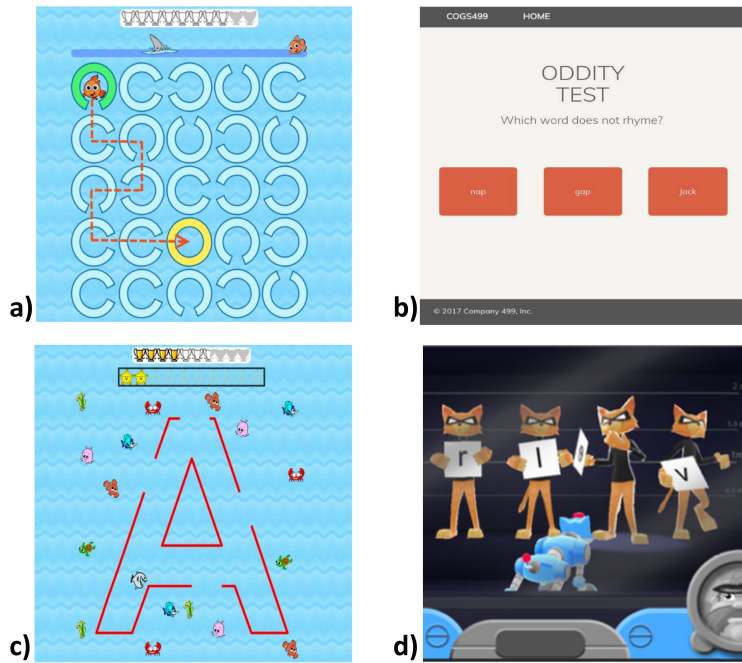 a)
b)
COGS499 HOME
ODDITY
TEST
Which word does not rhyme?
nap gap Jack
© 2017 Company 499, Inc.
c)
d)
r l v